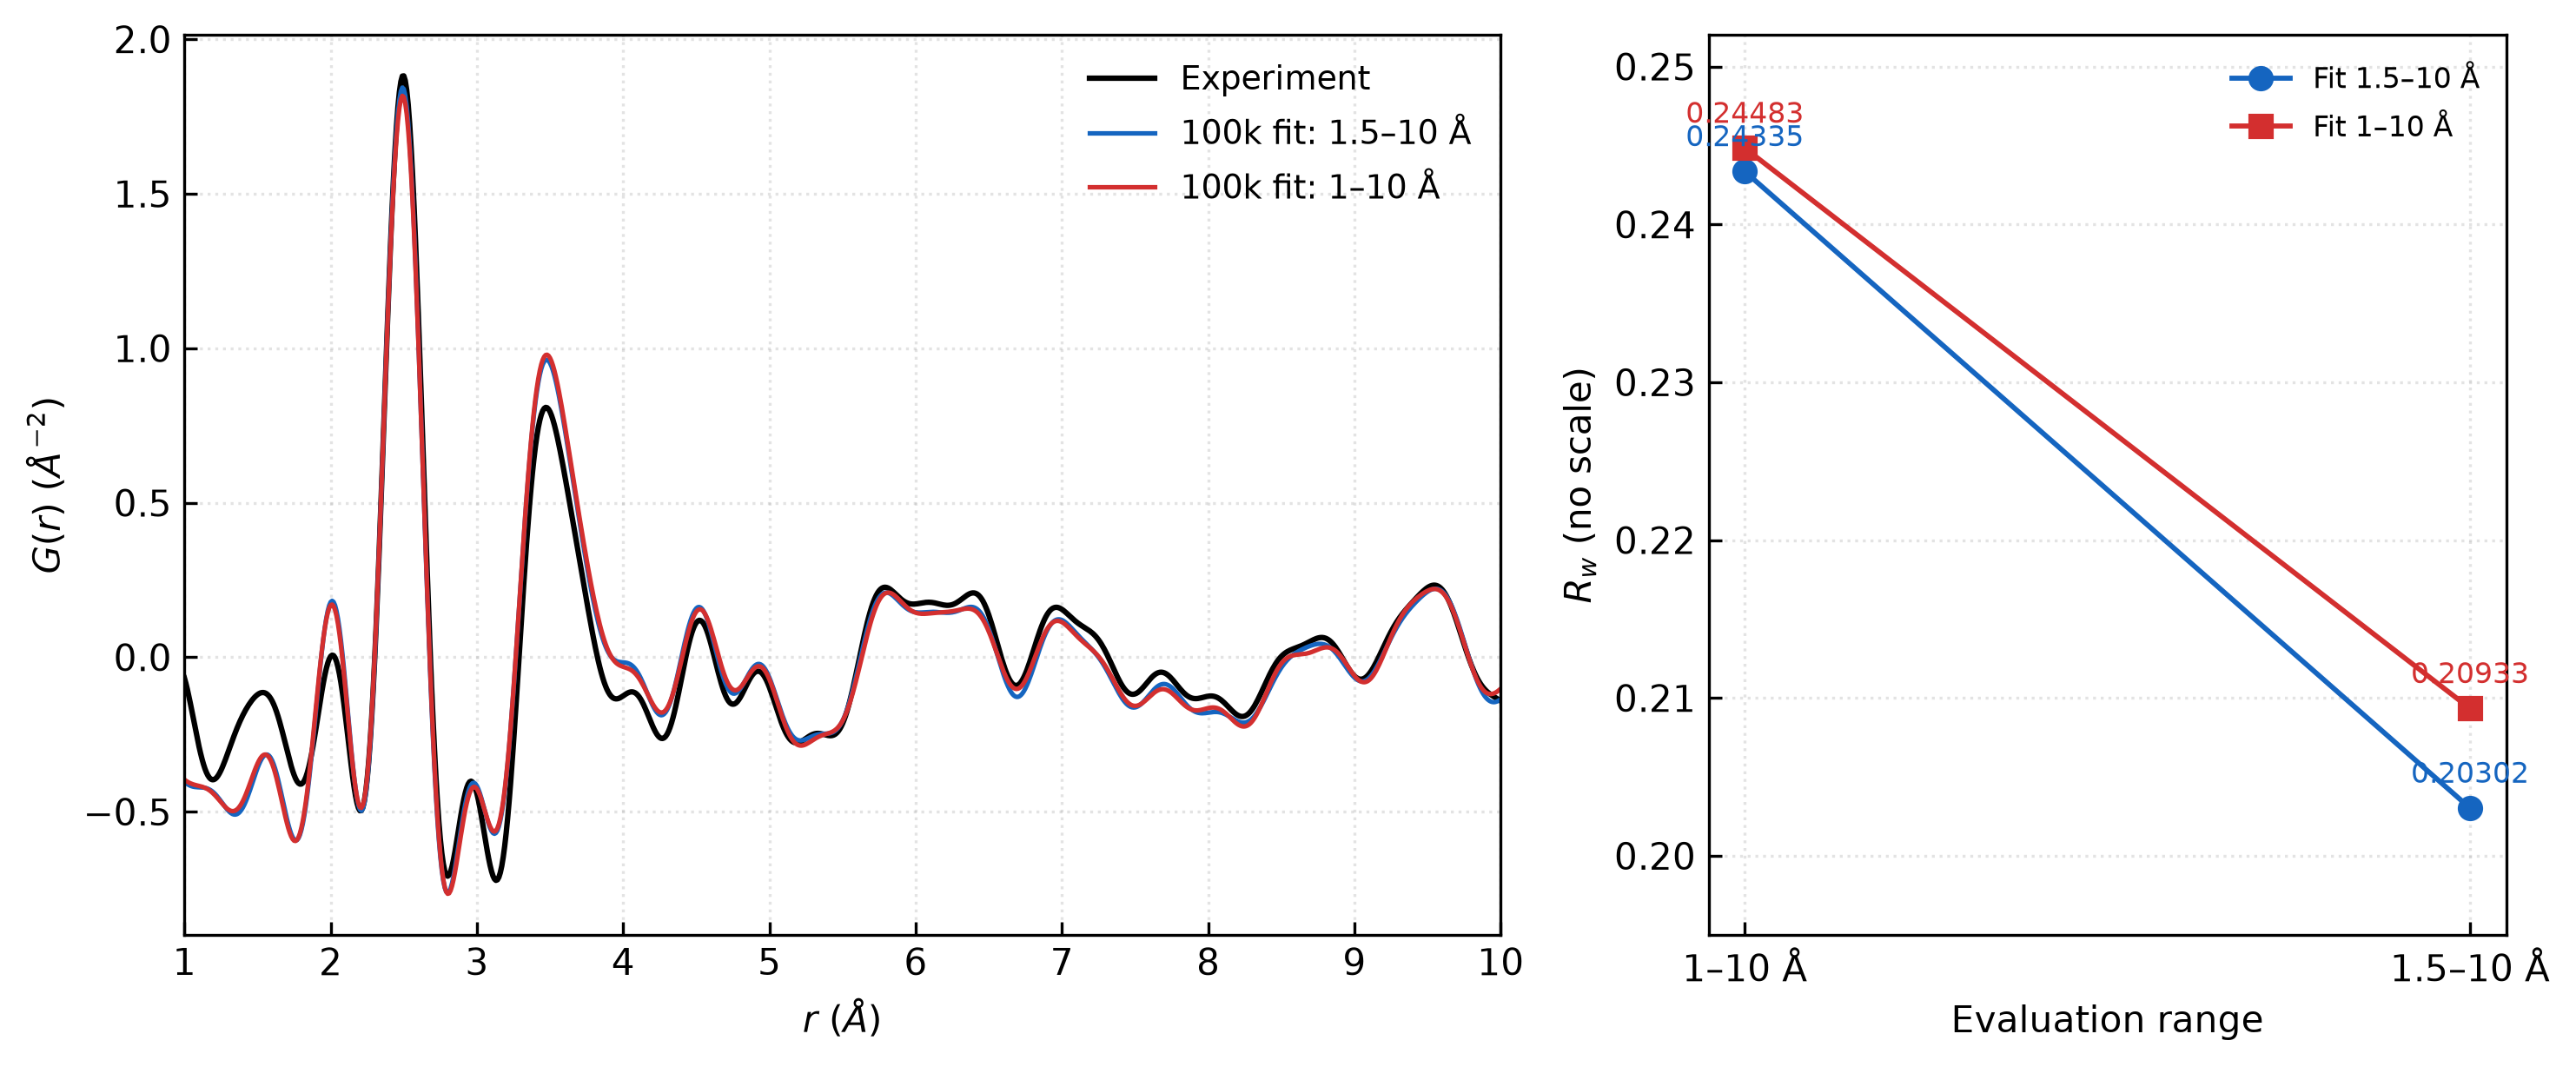 2.0
1.5
1.0
0.5
0.0
−0.5
G(r) (Å⁻²)
1 2 3 4 5 6 7 8 9 10
r (Å)
Experiment
100k fit: 1.5–10 Å
100k fit: 1–10 Å
0.25
0.24
0.23
0.22
0.21
0.20
R_w (no scale)
Fit 1.5–10 Å
Fit 1–10 Å
0.24483
0.24335
0.20933
0.20302
1–10 Å 1.5–10 Å
Evaluation range